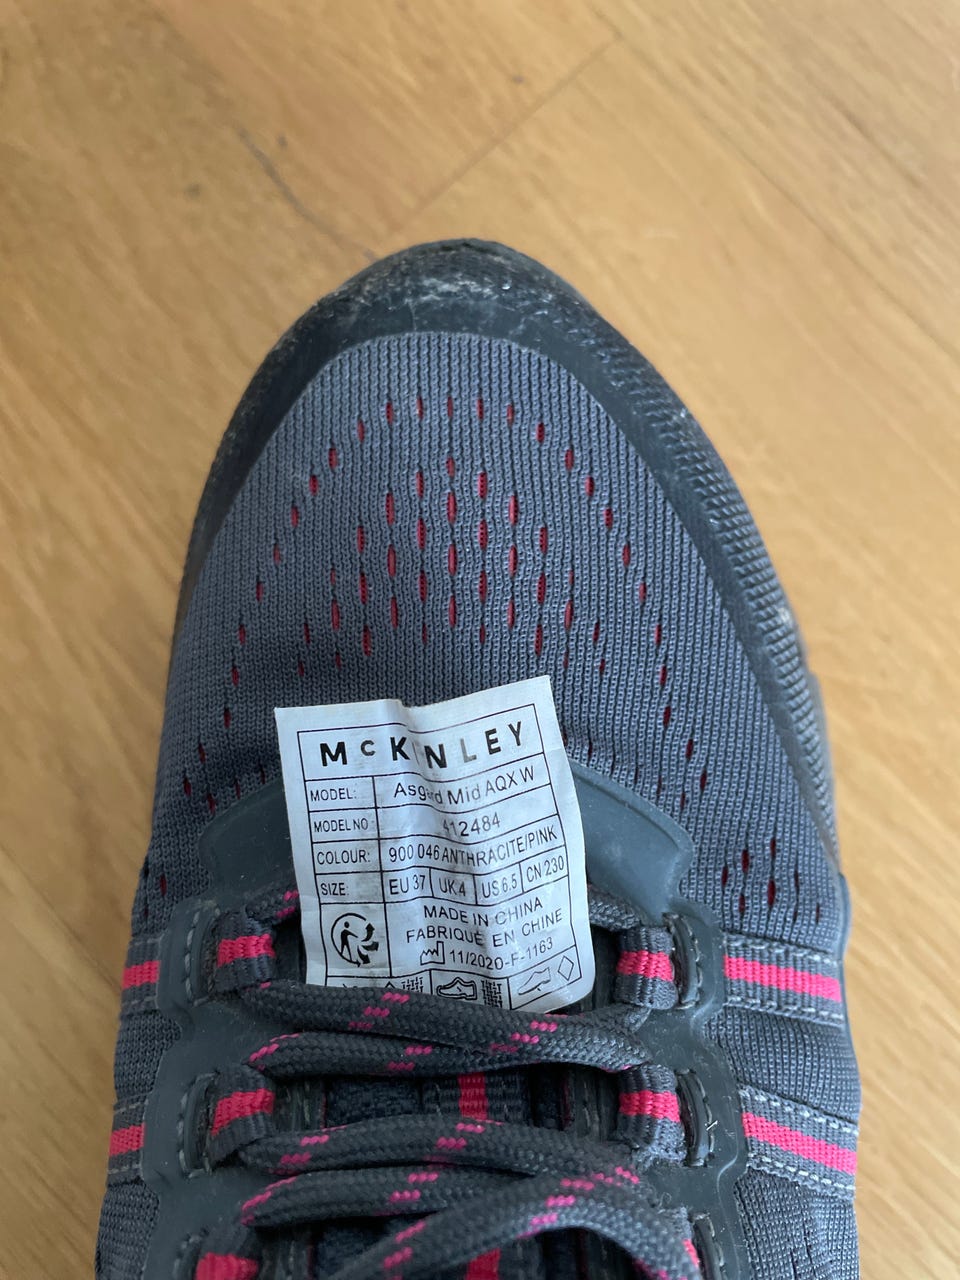 McKINLEY
MODEL: Asgard Mid AQX W
MODEL NO 412484
COLOUR: 900 046 ANTHRACITE/PINK
SIZE: EU 37 UK 4 US 6.5 CN 230
MADE IN CHINA
FABRIQUÉ EN CHINE
11/2020-F-1163